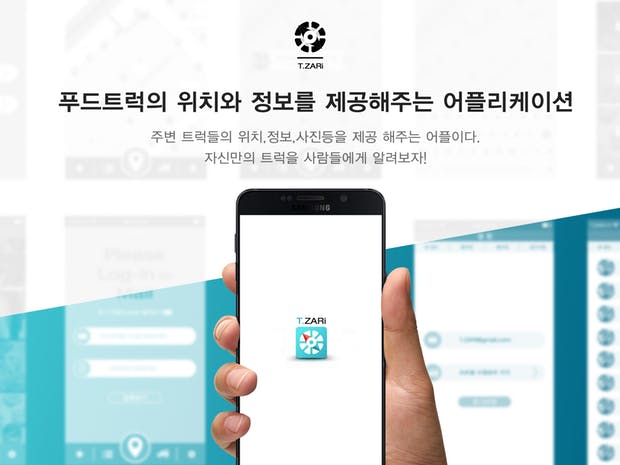 T.ZARi
푸드트럭의 위치와 정보를 제공해주는 어플리케이션
주변 트럭들의 위치,정보,사진등을 제공 해주는 어플이다.
자신만의 트럭을 사람들에게 알려보자!
SAMSUNG
T.ZARi
Please
Log-in
Mail